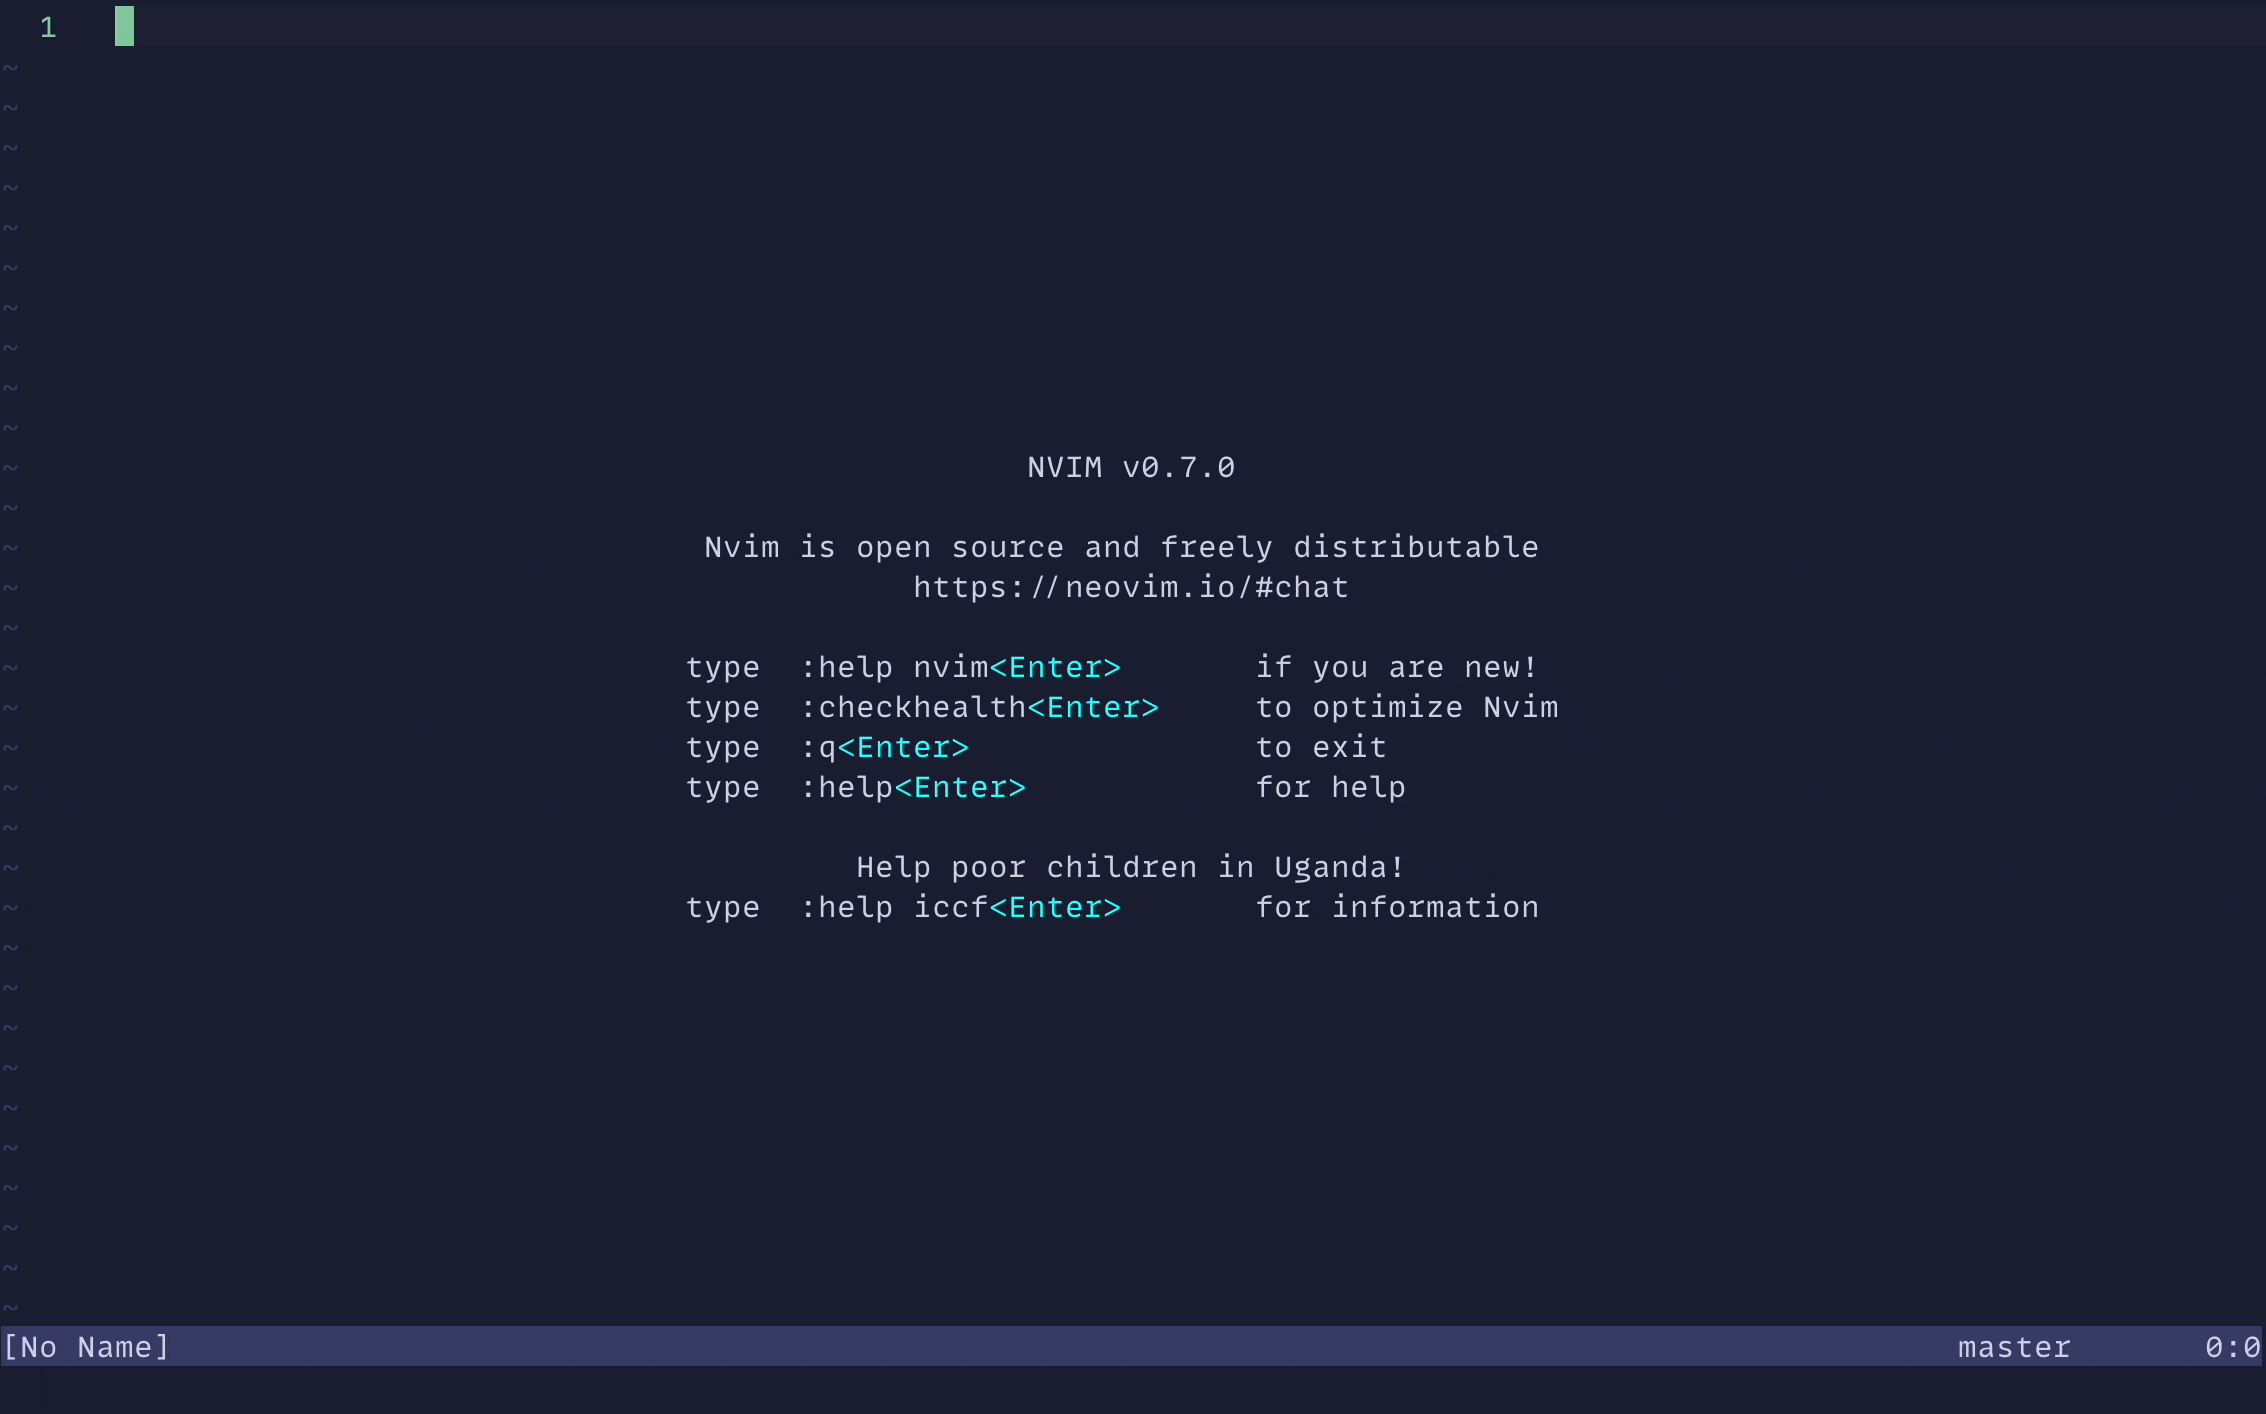 1
~
~
~
~
~
~
~
~
~
~
~ NVIM v0.7.0
~
~ Nvim is open source and freely distributable
~ https://neovim.io/#chat
~
~ type :help nvim<Enter> if you are new!
~ type :checkhealth<Enter> to optimize Nvim
~ type :q<Enter> to exit
~ type :help<Enter> for help
~
~ Help poor children in Uganda!
~ type :help iccf<Enter> for information
~
~
~
~
~
~
~
~
~
~
[No Name] master 0:0